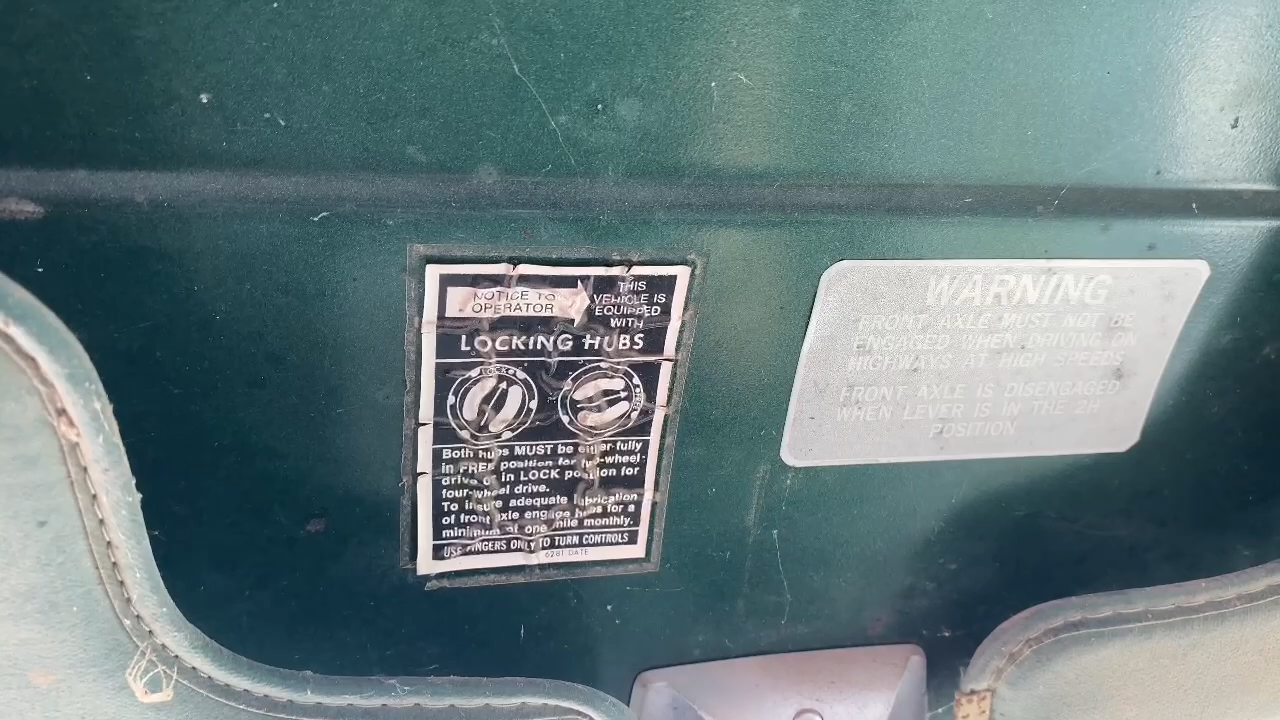 NOTICE TO
OPERATOR
THIS
VEHICLE IS
EQUIPPED
WITH
LOCKING HUBS
LOCK
FREE
Both hubs MUST be either fully
in FREE position for two-wheel-
drive or in LOCK position for
four-wheel drive.
To insure adequate lubrication
of front axle engage hubs for a
minimum of one mile monthly.
USE FINGERS ONLY TO TURN CONTROLS
6281 DATE
WARNING
FRONT AXLE MUST NOT BE
ENGAGED WHEN DRIVING ON
HIGHWAYS AT HIGH SPEEDS
FRONT AXLE IS DISENGAGED
WHEN LEVER IS IN THE 2H
POSITION